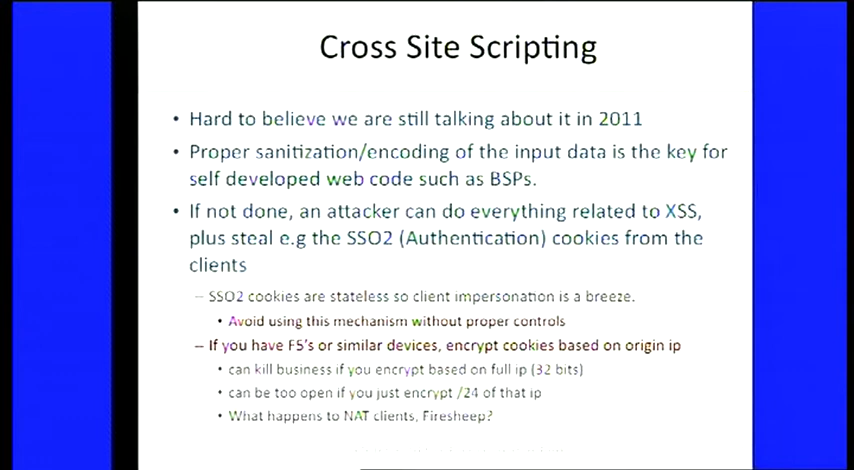 Cross Site Scripting
• Hard to believe we are still talking about it in 2011
• Proper sanitization/encoding of the input data is the key for
self developed web code such as BSPs.
• If not done, an attacker can do everything related to XSS,
plus steal e.g the SSO2 (Authentication) cookies from the
clients
– SSO2 cookies are stateless so client impersonation is a breeze.
• Avoid using this mechanism without proper controls
– If you have F5's or similar devices, encrypt cookies based on origin ip
• can kill business if you encrypt based on full ip (32 bits)
• can be too open if you just encrypt /24 of that ip
• What happens to NAT clients, Firesheep?